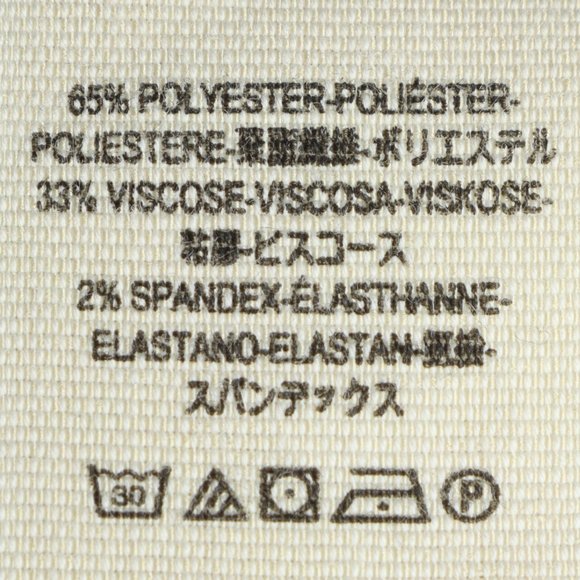 65% POLYESTER-POLIÉSTER-
POLIESTERE-聚酯纖維-ポリエステル
33% VISCOSE-VISCOSA-VISKOSE-
粘膠-ビスコース
2% SPANDEX-ÉLASTHANNE-
ELASTANO-ELASTAN-
スパンデックス
30
P